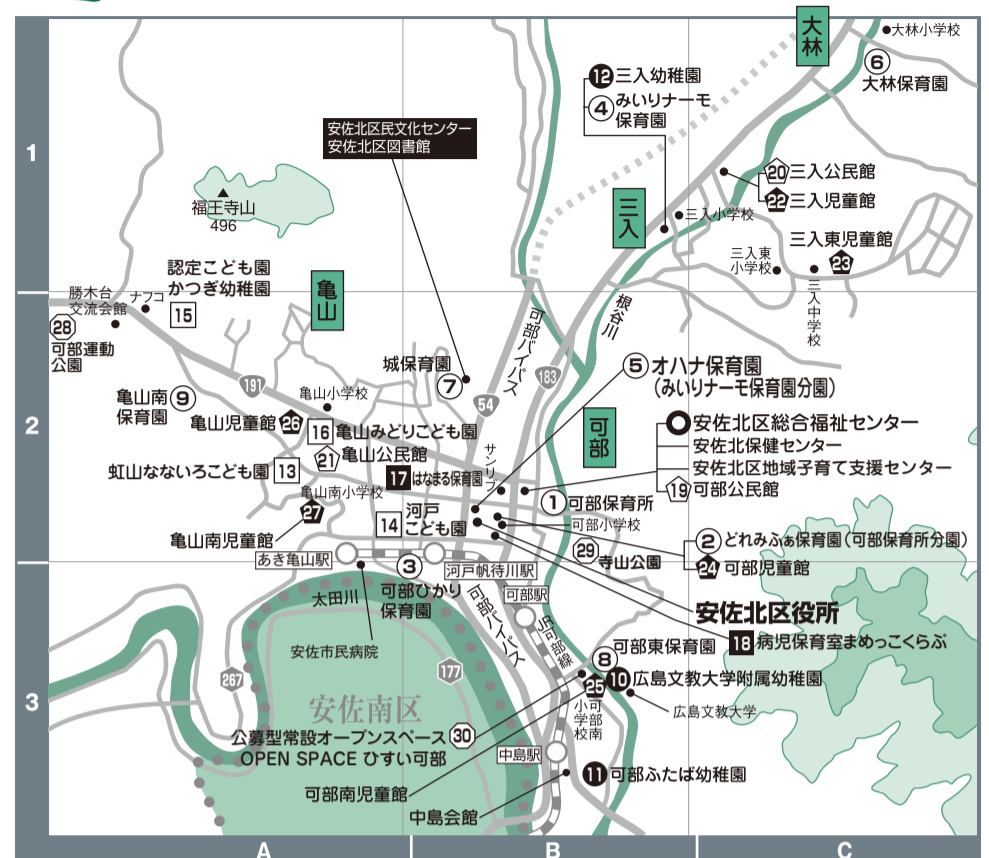 大林
大林小学校
⑥
大林保育園
⓬三入幼稚園
④みいりナーモ
保育園
安佐北区民文化センター
安佐北区図書館
1
福王寺山
496
三入
⑳三入公民館
㉒三入児童館
三入小学校
三入東児童館
㉓
三入東
小学校
三入中学校
認定こども園
かつぎ幼稚園
15
勝木台
交流会館
ナフコ
亀山
28
可部運動
公園
根谷川
可部バイパス
183
54
191
城保育園
⑦
⑤オハナ保育園
(みいりナーモ保育園分園)
亀山南
保育園
⑨
亀山小学校
亀山児童館
26
16
亀山みどりこども園
21
亀山公民館
2
可部
安佐北区総合福祉センター
安佐北保健センター
安佐北区地域子育て支援センター
⑲可部公民館
サンリブ
虹山なないろこども園
13
17
はなまる保育園
亀山南小学校
27
亀山南児童館
14
河戸
こども園
①可部保育所
可部小学校
②どれみふぁ保育園(可部保育所分園)
24
可部児童館
29
寺山公園
あき亀山駅
③
可部ひかり
保育園
河戸帆待川駅
可部駅
可部バイパス
JR可部線
太田川
安佐市民病院
安佐北区役所
18
病児保育室まめっこくらぶ
可部東保育園
⑧
267
177
3
安佐南区
25
10
広島文教大学附属幼稚園
広島文教大学
可部南
小学校
公募型常設オープンスペース
OPEN SPACE ひすい可部
30
中島駅
可部南児童館
11
可部ふたば幼稚園
中島会館
A
B
C